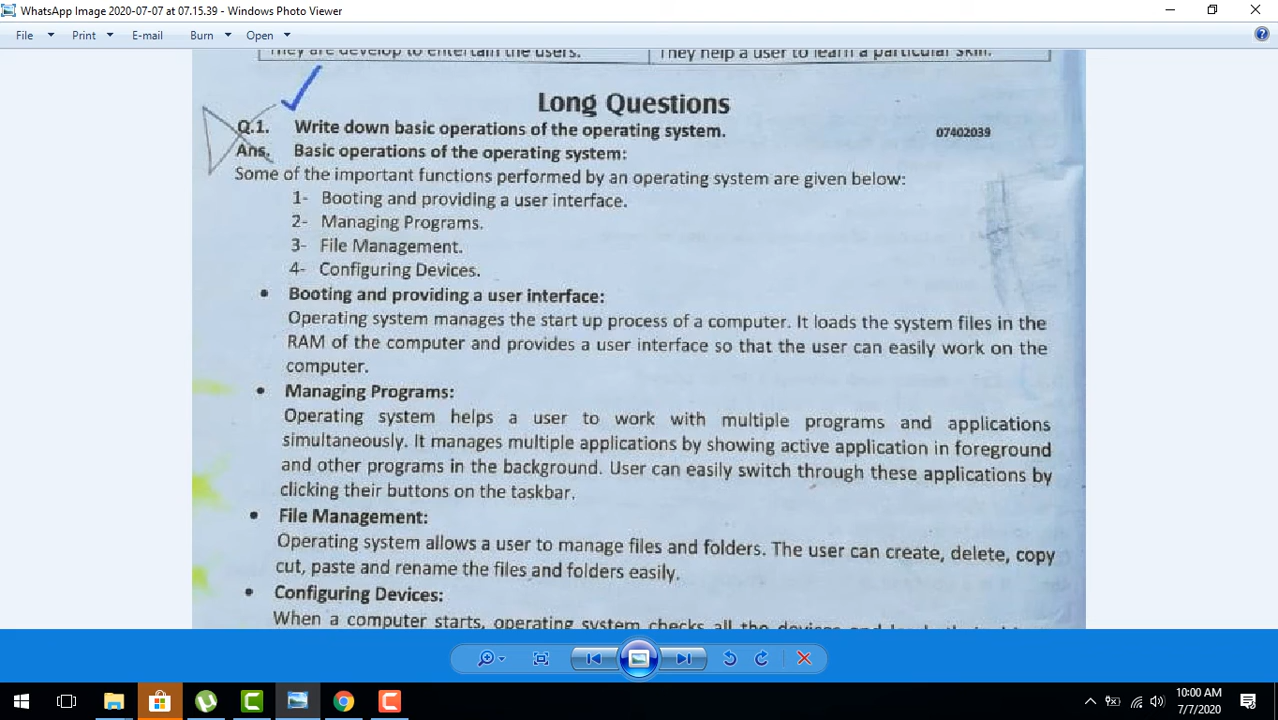 WhatsApp Image 2020-07-07 at 07.15.39 - Windows Photo Viewer
File Print E-mail Burn Open
They are develop to entertain the users. They help a user to learn a particular skill.
Long Questions
Q.1. Write down basic operations of the operating system. 07402039
Ans. Basic operations of the operating system:
Some of the important functions performed by an operating system are given below:
1- Booting and providing a user interface.
2- Managing Programs.
3- File Management.
4- Configuring Devices.
• Booting and providing a user interface:
Operating system manages the start up process of a computer. It loads the system files in the
RAM of the computer and provides a user interface so that the user can easily work on the
computer.
• Managing Programs:
Operating system helps a user to work with multiple programs and applications
simultaneously. It manages multiple applications by showing active application in foreground
and other programs in the background. User can easily switch through these applications by
clicking their buttons on the taskbar.
• File Management:
Operating system allows a user to manage files and folders. The user can create, delete, copy
cut, paste and rename the files and folders easily.
• Configuring Devices:
When a computer starts, operating system checks all the devices and
10:00 AM
7/7/2020